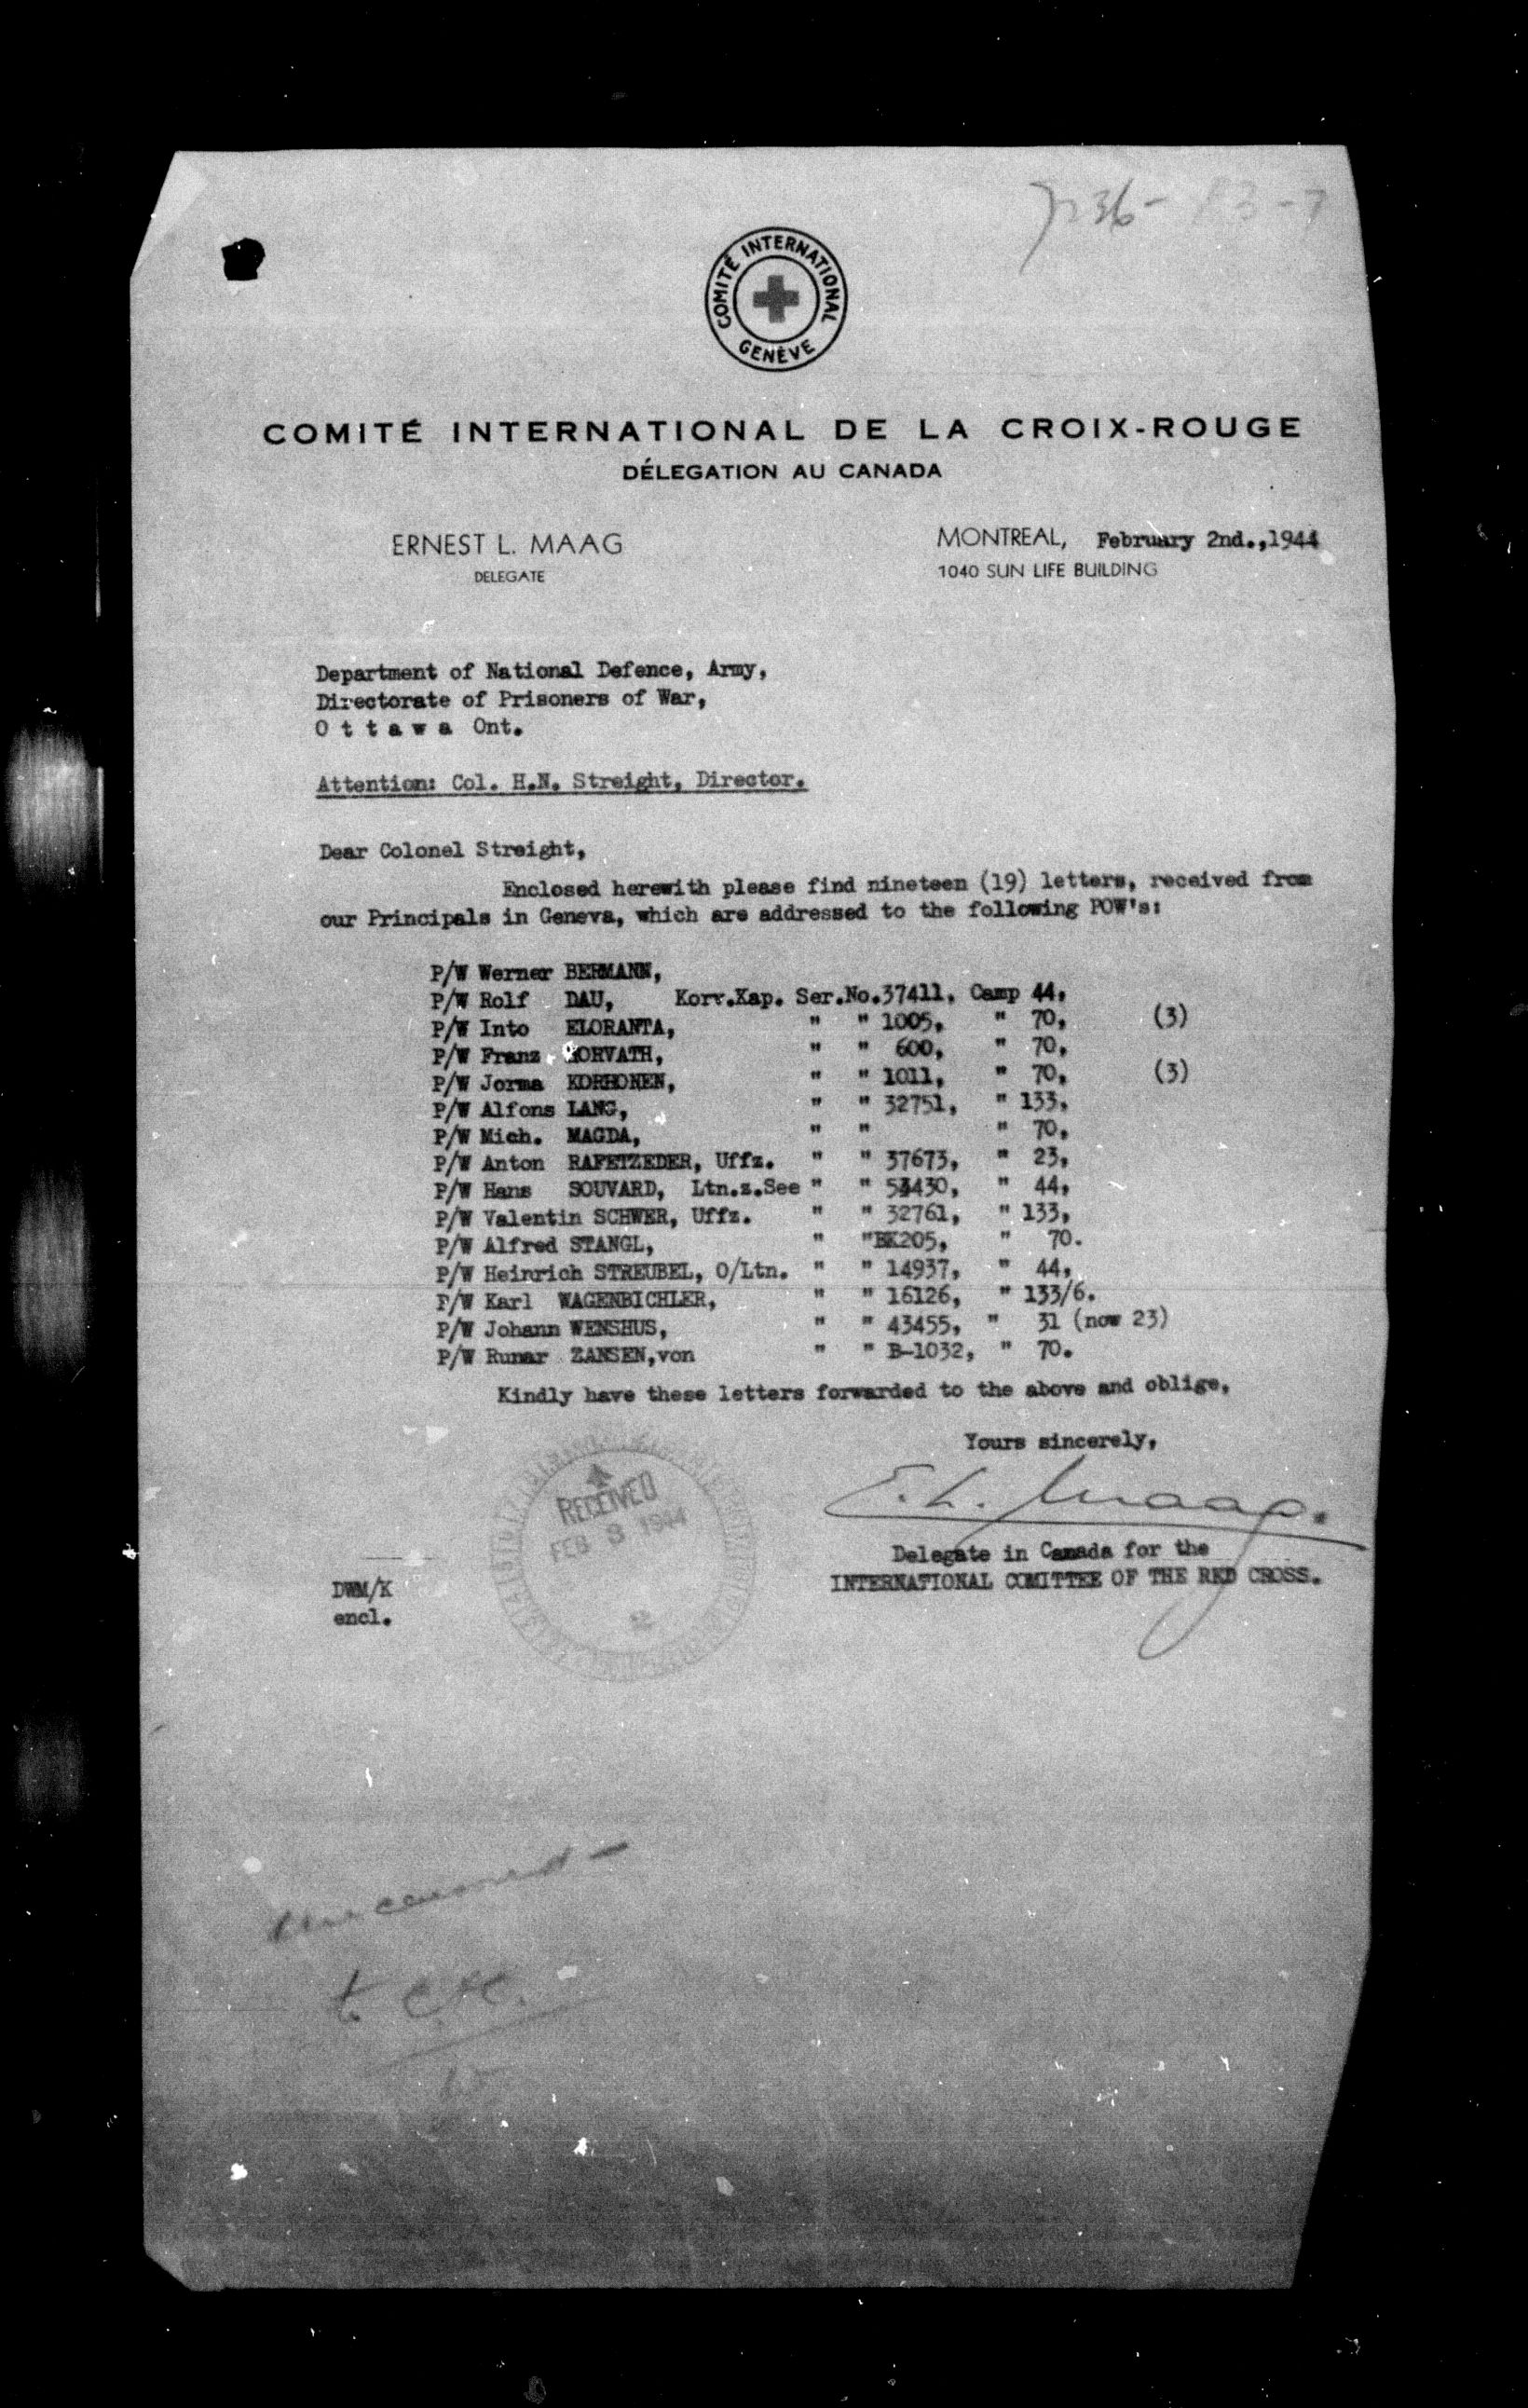 7236-
COMITÉ INTERNATIONAL
GENÈVE
COMITÉ INTERNATIONAL DE LA CROIX-ROUGE
DÉLEGATION AU CANADA
ERNEST L. MAAG
DELEGATE
MONTREAL, February 2nd.,1944
1040 SUN LIFE BUILDING
Department of National Defence, Army,
Directorate of Prisoners of War,
O t t a w a Ont.
Attention: Col. H.N. Streight, Director.
Dear Colonel Streight,
Enclosed herewith please find nineteen (19) letters, received from
our Principals in Geneva, which are addressed to the following POW's:
P/W Werner BERMANN,
P/W Rolf DAU, Korv.Kap. Ser.No.37411, Camp 44,
P/W Into ELORANTA, " " 1005, " 70, (3)
P/W Franz HORVATH, " " 600, " 70,
P/W Jorma KORHONEN, " " 1011, " 70, (3)
P/W Alfons LANG, " " 32751, " 133,
P/W Mich. MAGDA, " " " 70,
P/W Anton RAFETZEDER, Uffz. " " 37673, " 23,
P/W Hans SOUVARD, Ltn.z.See " " 53430, " 44,
P/W Valentin SCHWER, Uffz. " " 32761, " 133,
P/W Alfred STANGL, " "BK205, " 70.
P/W Heinrich STREUBEL, O/Ltn. " " 14937, " 44,
P/W Karl WAGENBICHLER, " " 16126, " 133/6.
P/W Johann WENSHUS, " " 43455, " 31 (now 23)
P/W Runar ZANSEN,von " " B-1032, " 70.
Kindly have these letters forwarded to the above and oblige,
Yours sincerely,
E. L. Maag.
Delegate in Canada for the
INTERNATIONAL COMITTEE OF THE RED CROSS.
RECEIVED
FEB 3 1944
DWM/K
encl.